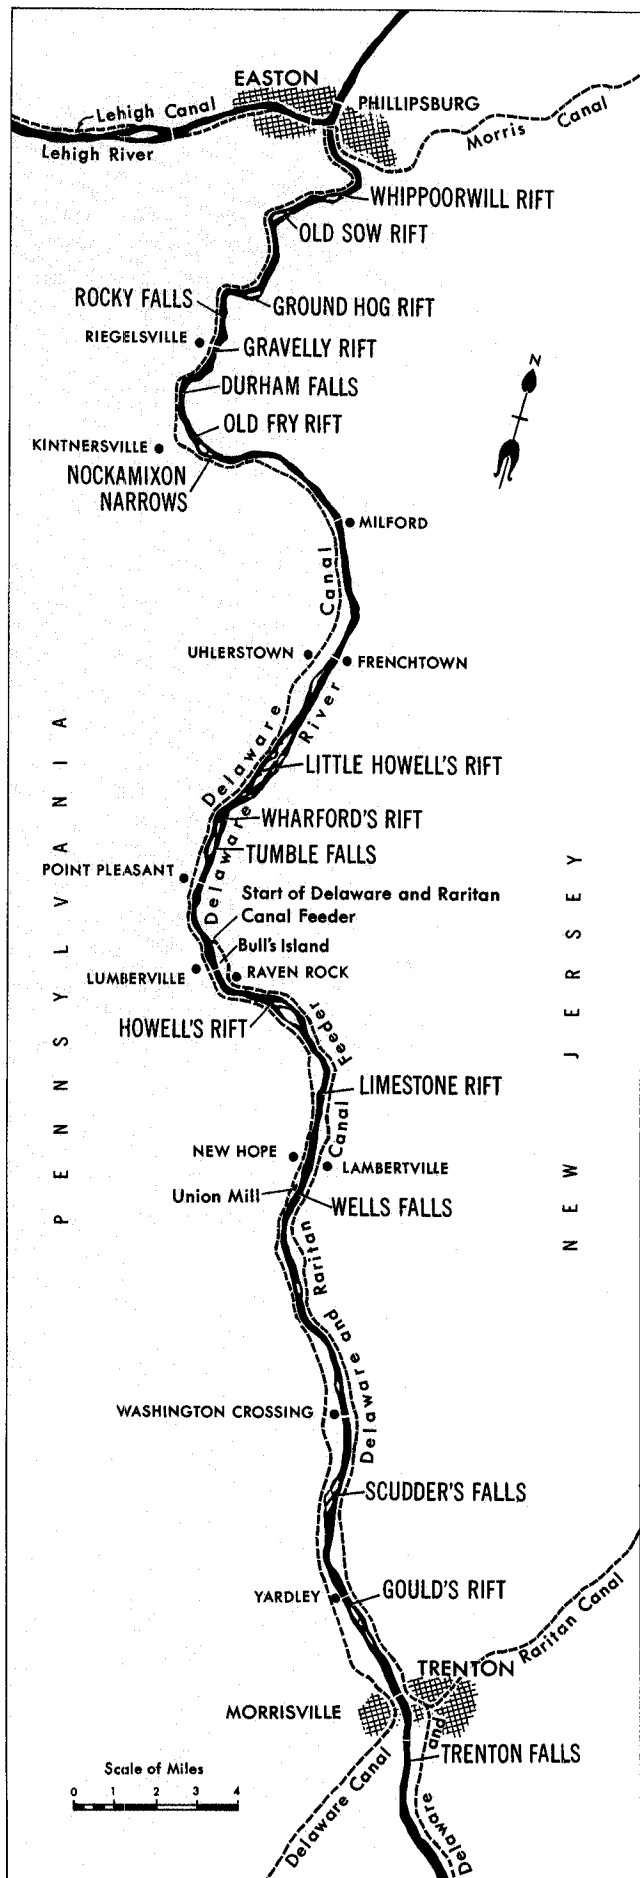 EASTON
Lehigh Canal
PHILLIPSBURG
Morris Canal
Lehigh River
WHIPPOORWILL RIFT
OLD SOW RIFT
ROCKY FALLS
GROUND HOG RIFT
RIEGELSVILLE
GRAVELLY RIFT
N
DURHAM FALLS
OLD FRY RIFT
KINTNERSVILLE
NOCKAMIXON
NARROWS
MILFORD
Canal
UHLERSTOWN
FRENCHTOWN
River
Delaware
LITTLE HOWELL'S RIFT
PENNSYLVANIA
WHARFORD'S RIFT
Delaware
TUMBLE FALLS
POINT PLEASANT
NEW JERSEY
Start of Delaware and Raritan
Canal Feeder
Bull's Island
LUMBERVILLE
RAVEN ROCK
HOWELL'S RIFT
Feeder
LIMESTONE RIFT
Canal
NEW HOPE
LAMBERTVILLE
Union Mill
WELLS FALLS
Delaware and Raritan
WASHINGTON CROSSING
SCUDDER'S FALLS
YARDLEY
GOULD'S RIFT
Raritan Canal
TRENTON
MORRISVILLE
and
TRENTON FALLS
Scale of Miles
0 1 2 3 4
Delaware Canal
Delaware